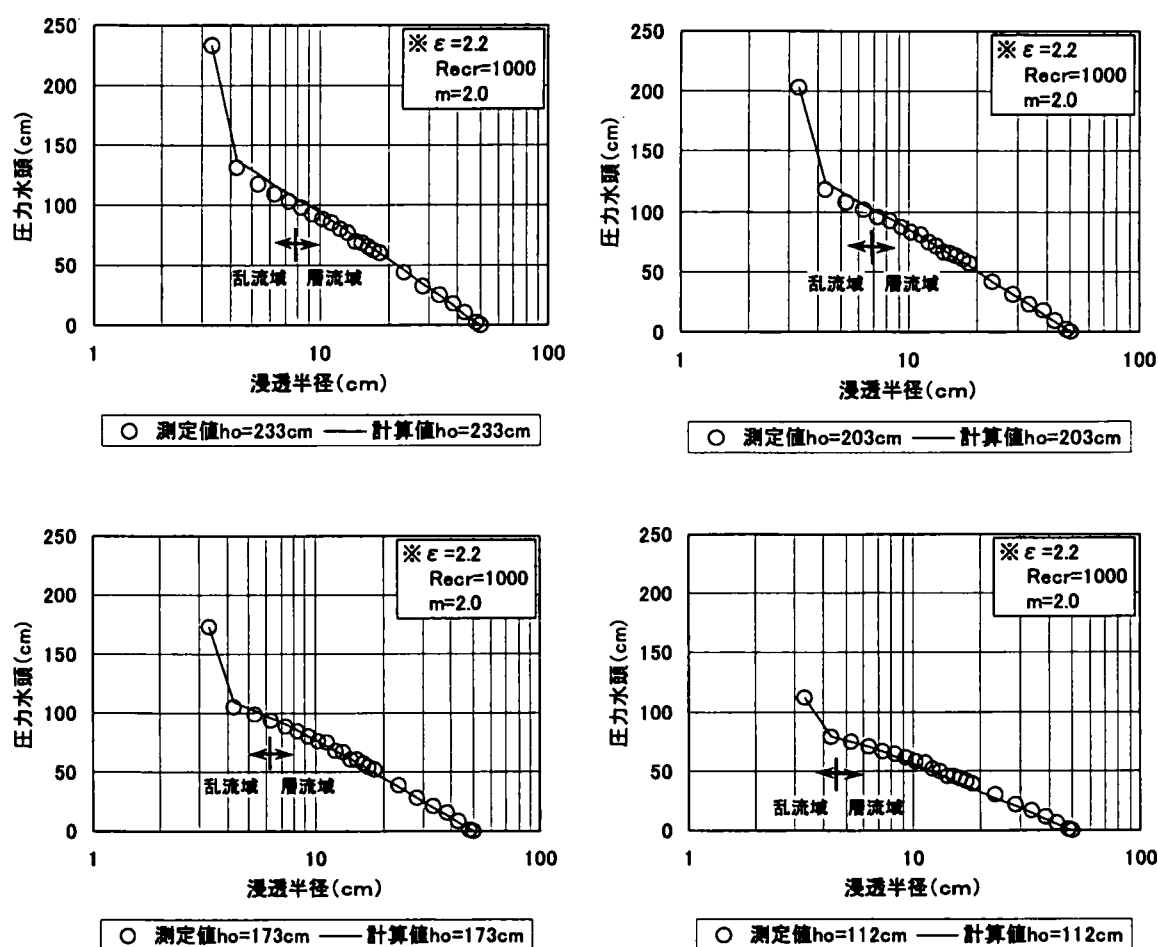 250
200
150
100
50
0
圧力水頭(cm)
※ ε=2.2
Recr=1000
m=2.0
乱流域 層流域
1 10 100
浸透半径(cm)
○ 測定値ho=233cm ― 計算値ho=233cm
250
200
150
100
50
0
圧力水頭(cm)
※ ε=2.2
Recr=1000
m=2.0
乱流域 層流域
1 10 100
浸透半径(cm)
○ 測定値ho=203cm ― 計算値ho=203cm
250
200
150
100
50
0
圧力水頭(cm)
※ ε=2.2
Recr=1000
m=2.0
乱流域 層流域
1 10 100
浸透半径(cm)
○ 測定値ho=173cm ― 計算値ho=173cm
250
200
150
100
50
0
圧力水頭(cm)
※ ε=2.2
Recr=1000
m=2.0
乱流域 層流域
1 10 100
浸透半径(cm)
○ 測定値ho=112cm ― 計算値ho=112cm